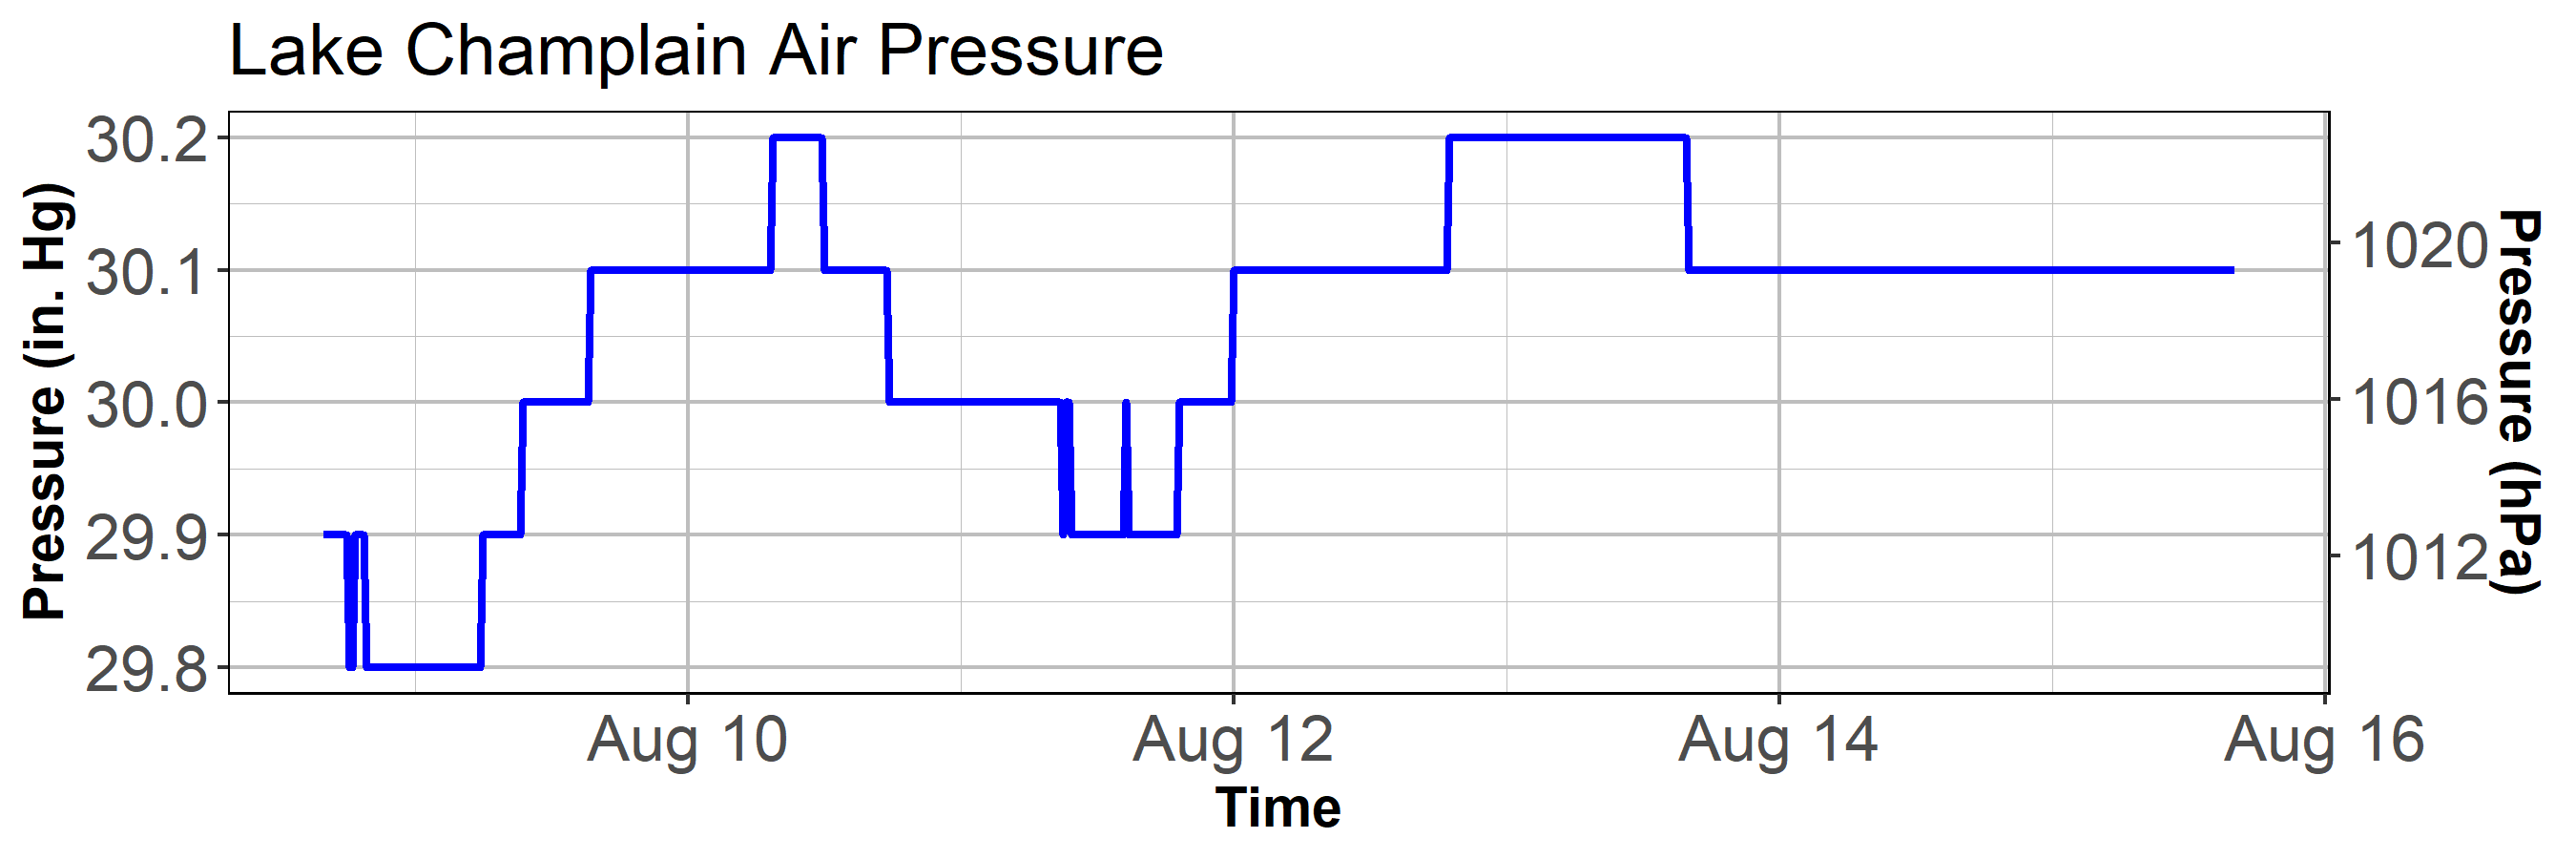 Lake Champlain Air Pressure
Pressure (in. Hg)
30.2
30.1
30.0
29.9
29.8
1020
1016
1012
Pressure (hPa)
Aug 10
Aug 12
Aug 14
Aug 16
Time